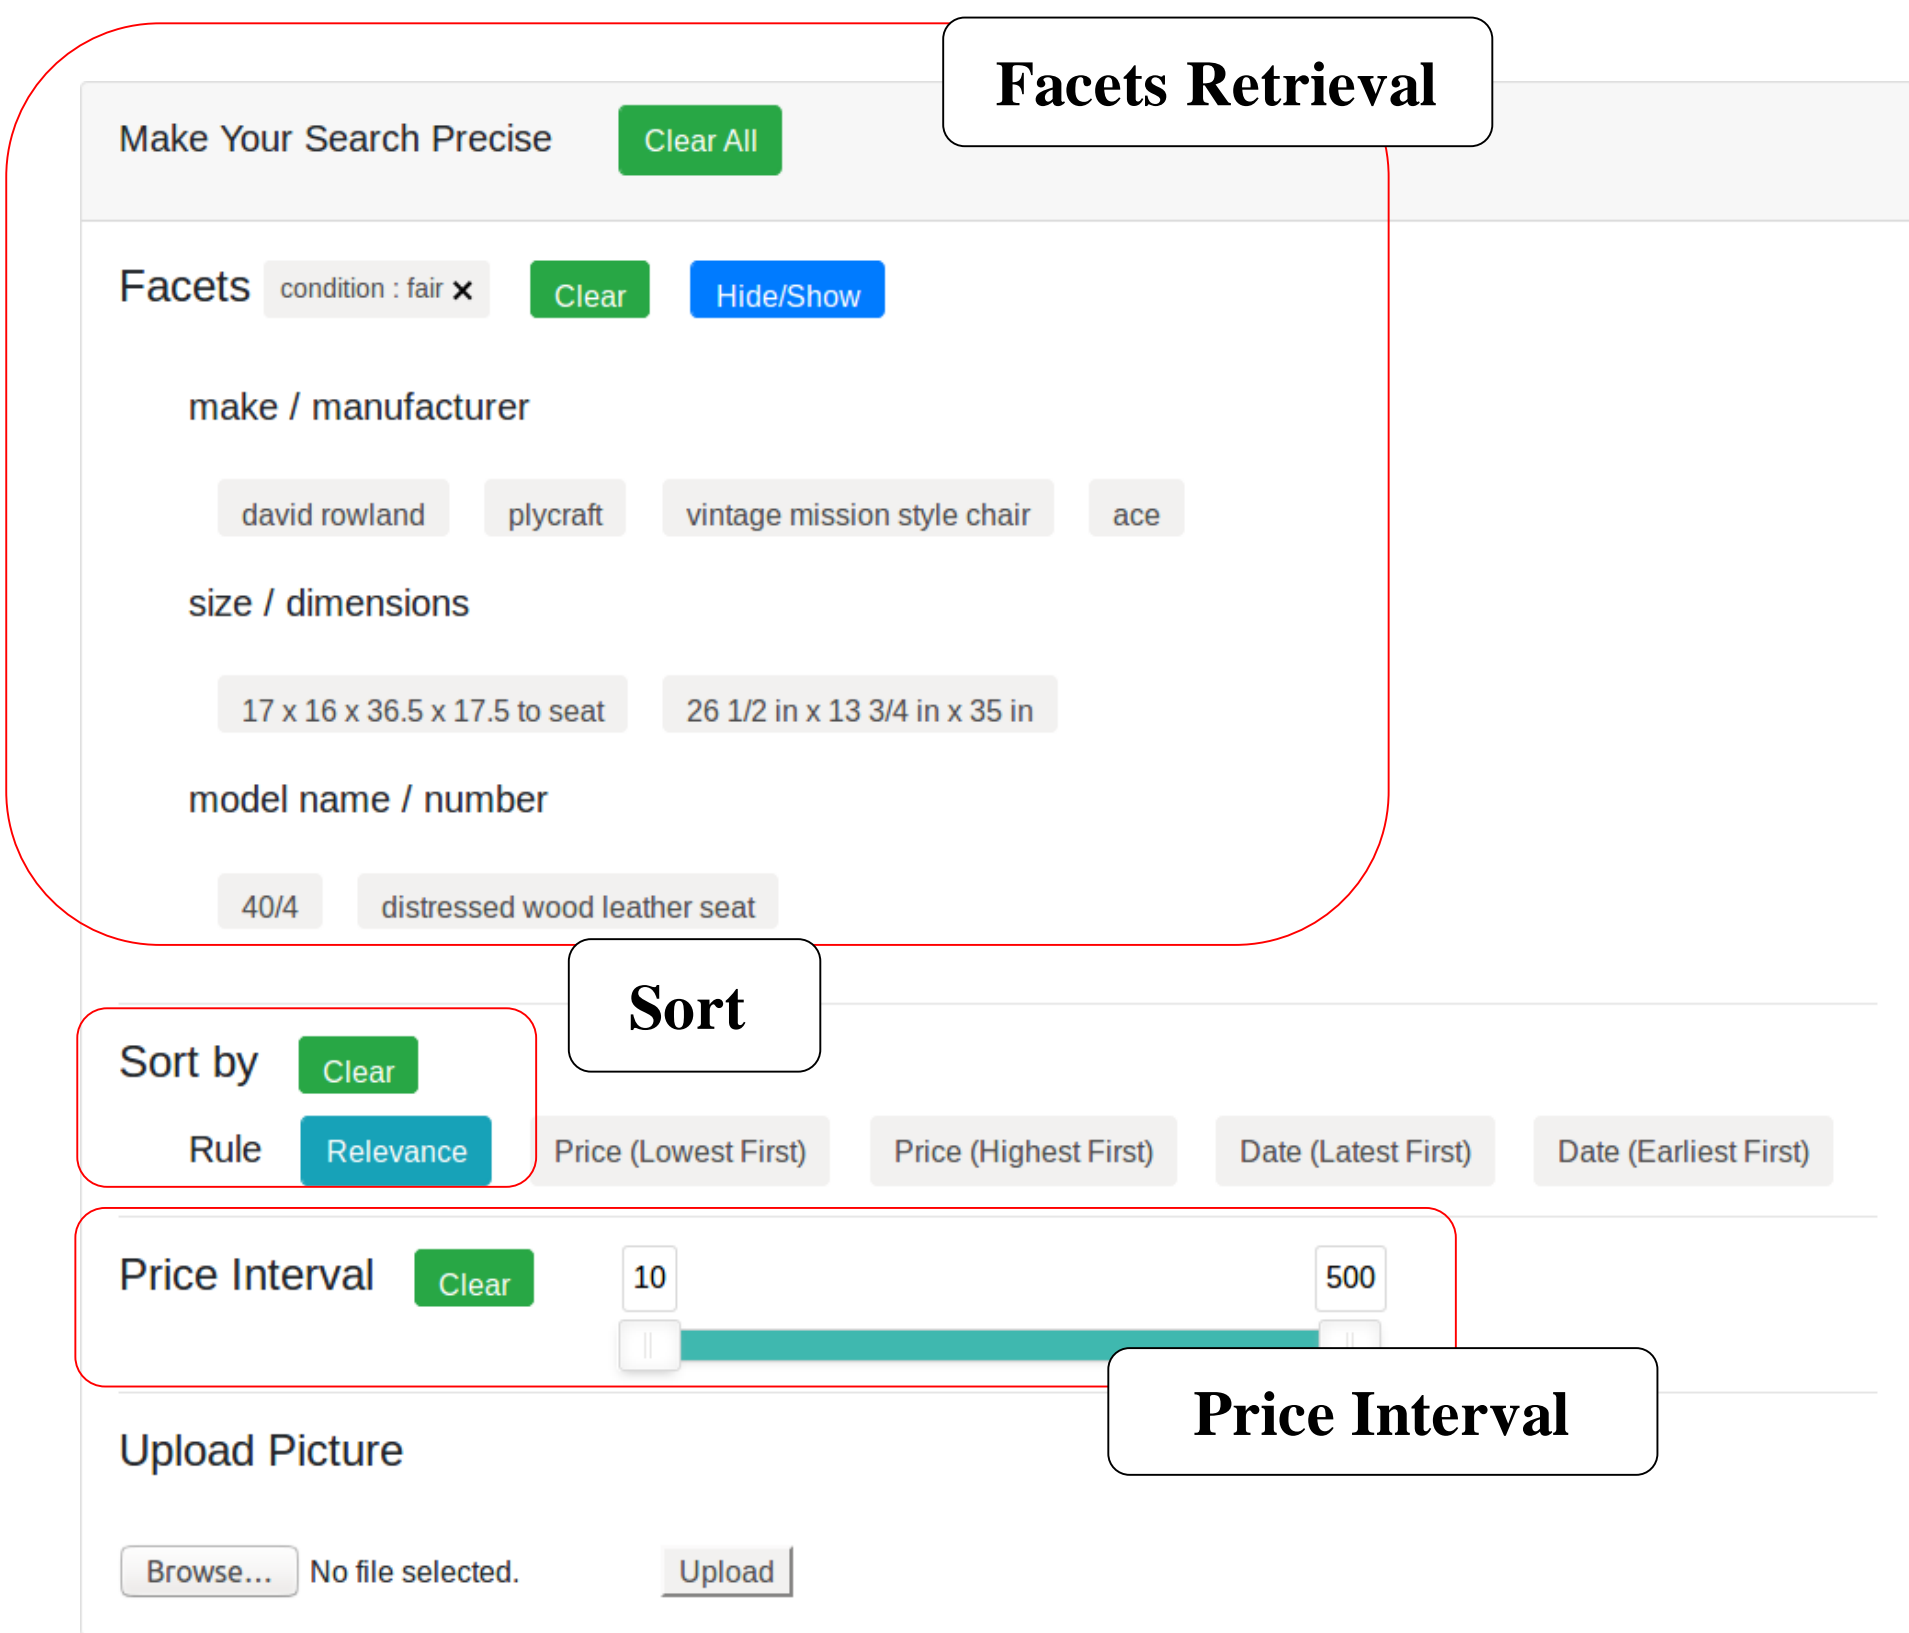 Facets Retrieval
Make Your Search Precise Clear All
Facets condition : fair × Clear Hide/Show
make / manufacturer
david rowland plycraft vintage mission style chair ace
size / dimensions
17 x 16 x 36.5 x 17.5 to seat 26 1/2 in x 13 3/4 in x 35 in
model name / number
40/4 distressed wood leather seat
Sort
Sort by Clear
Rule Relevance Price (Lowest First) Price (Highest First) Date (Latest First) Date (Earliest First)
Price Interval Clear 10 500
Price Interval
Upload Picture
Browse... No file selected. Upload